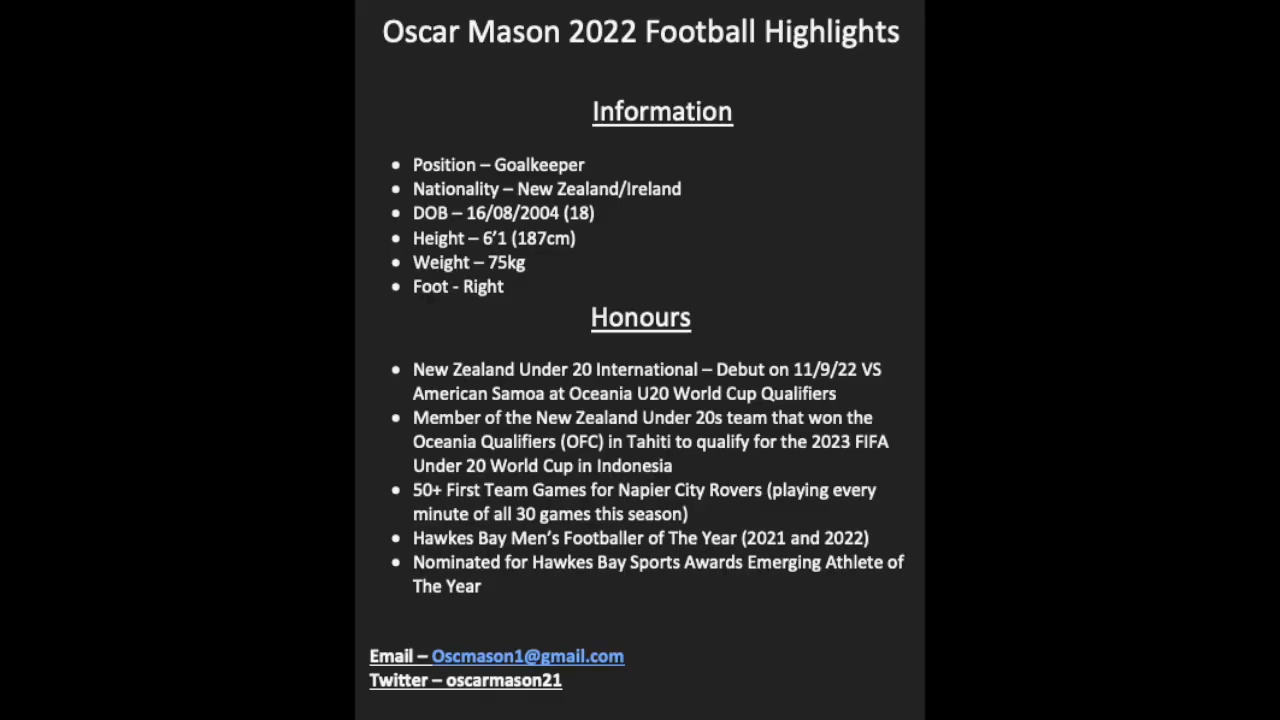 Oscar Mason 2022 Football Highlights
Information
• Position – Goalkeeper
• Nationality – New Zealand/Ireland
• DOB – 16/08/2004 (18)
• Height – 6’1 (187cm)
• Weight – 75kg
• Foot - Right
Honours
• New Zealand Under 20 International – Debut on 11/9/22 VS
American Samoa at Oceania U20 World Cup Qualifiers
• Member of the New Zealand Under 20s team that won the
Oceania Qualifiers (OFC) in Tahiti to qualify for the 2023 FIFA
Under 20 World Cup in Indonesia
• 50+ First Team Games for Napier City Rovers (playing every
minute of all 30 games this season)
• Hawkes Bay Men’s Footballer of The Year (2021 and 2022)
• Nominated for Hawkes Bay Sports Awards Emerging Athlete of
The Year
Email – Oscmason1@gmail.com
Twitter – oscarmason21